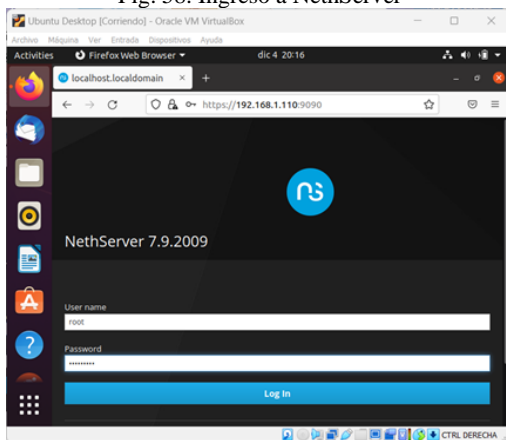 Fig. 38. Ingreso a NethServer
Ubuntu Desktop [Corriendo] - Oracle VM VirtualBox
Archivo Máquina Ver Entrada Dispositivos Ayuda
Activities Firefox Web Browser dic 4 20:16
localhost.localdomain
https://192.168.1.110:9090
ns
NethServer 7.9.2009
User name
root
Password
Log In
CTRL DERECHA